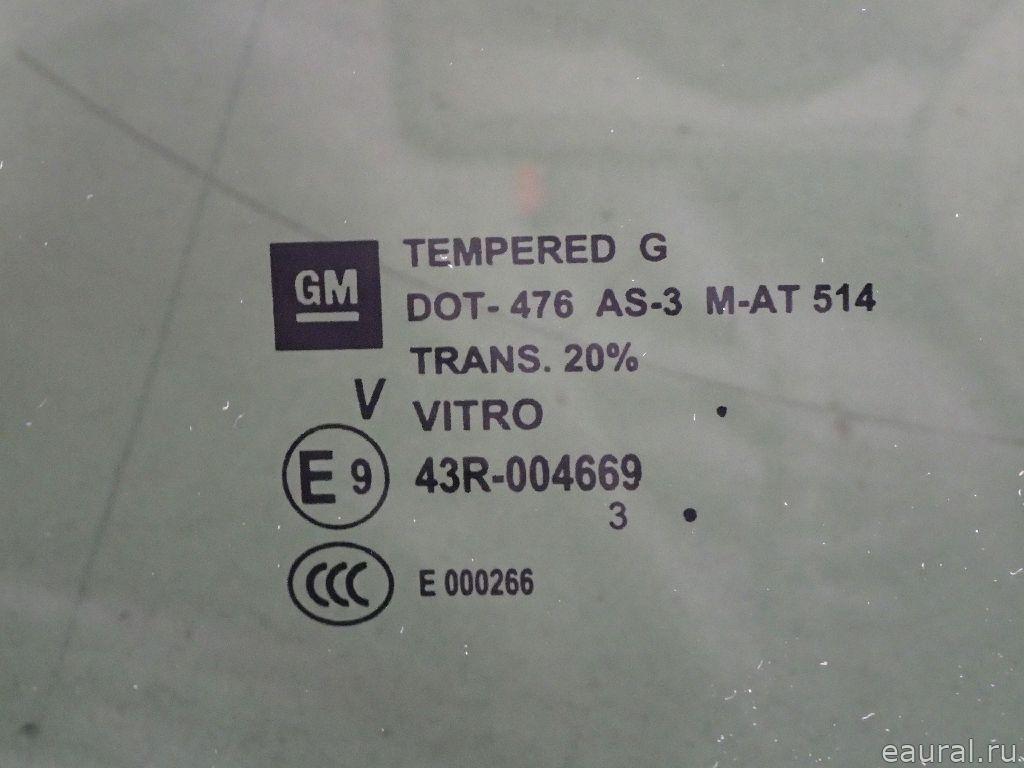 GM TEMPERED G
DOT- 476 AS-3 M-AT 514
TRANS. 20%
V VITRO
E 9 43R-004669
3
CCC E 000266
eaural.ru